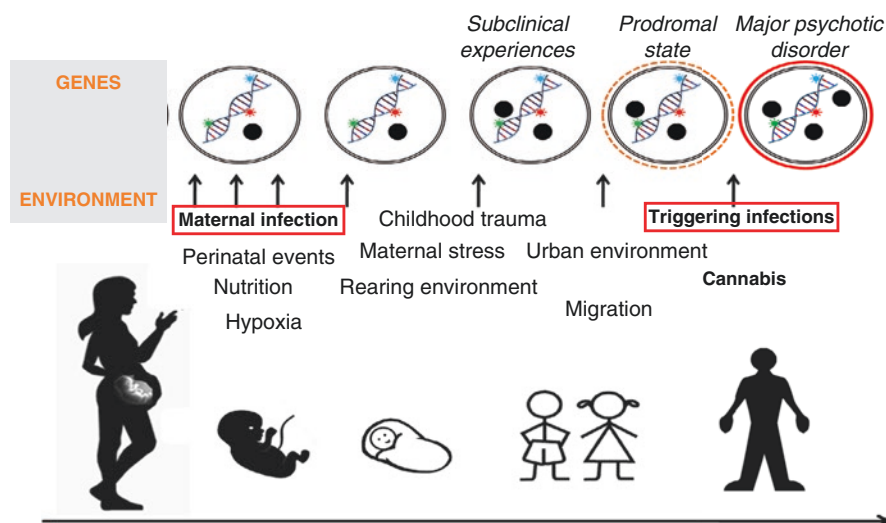 Subclinical experiences
Prodromal state
Major psychotic disorder
GENES
ENVIRONMENT
Maternal infection
Childhood trauma
Triggering infections
Perinatal events
Maternal stress
Urban environment
Nutrition
Rearing environment
Cannabis
Hypoxia
Migration